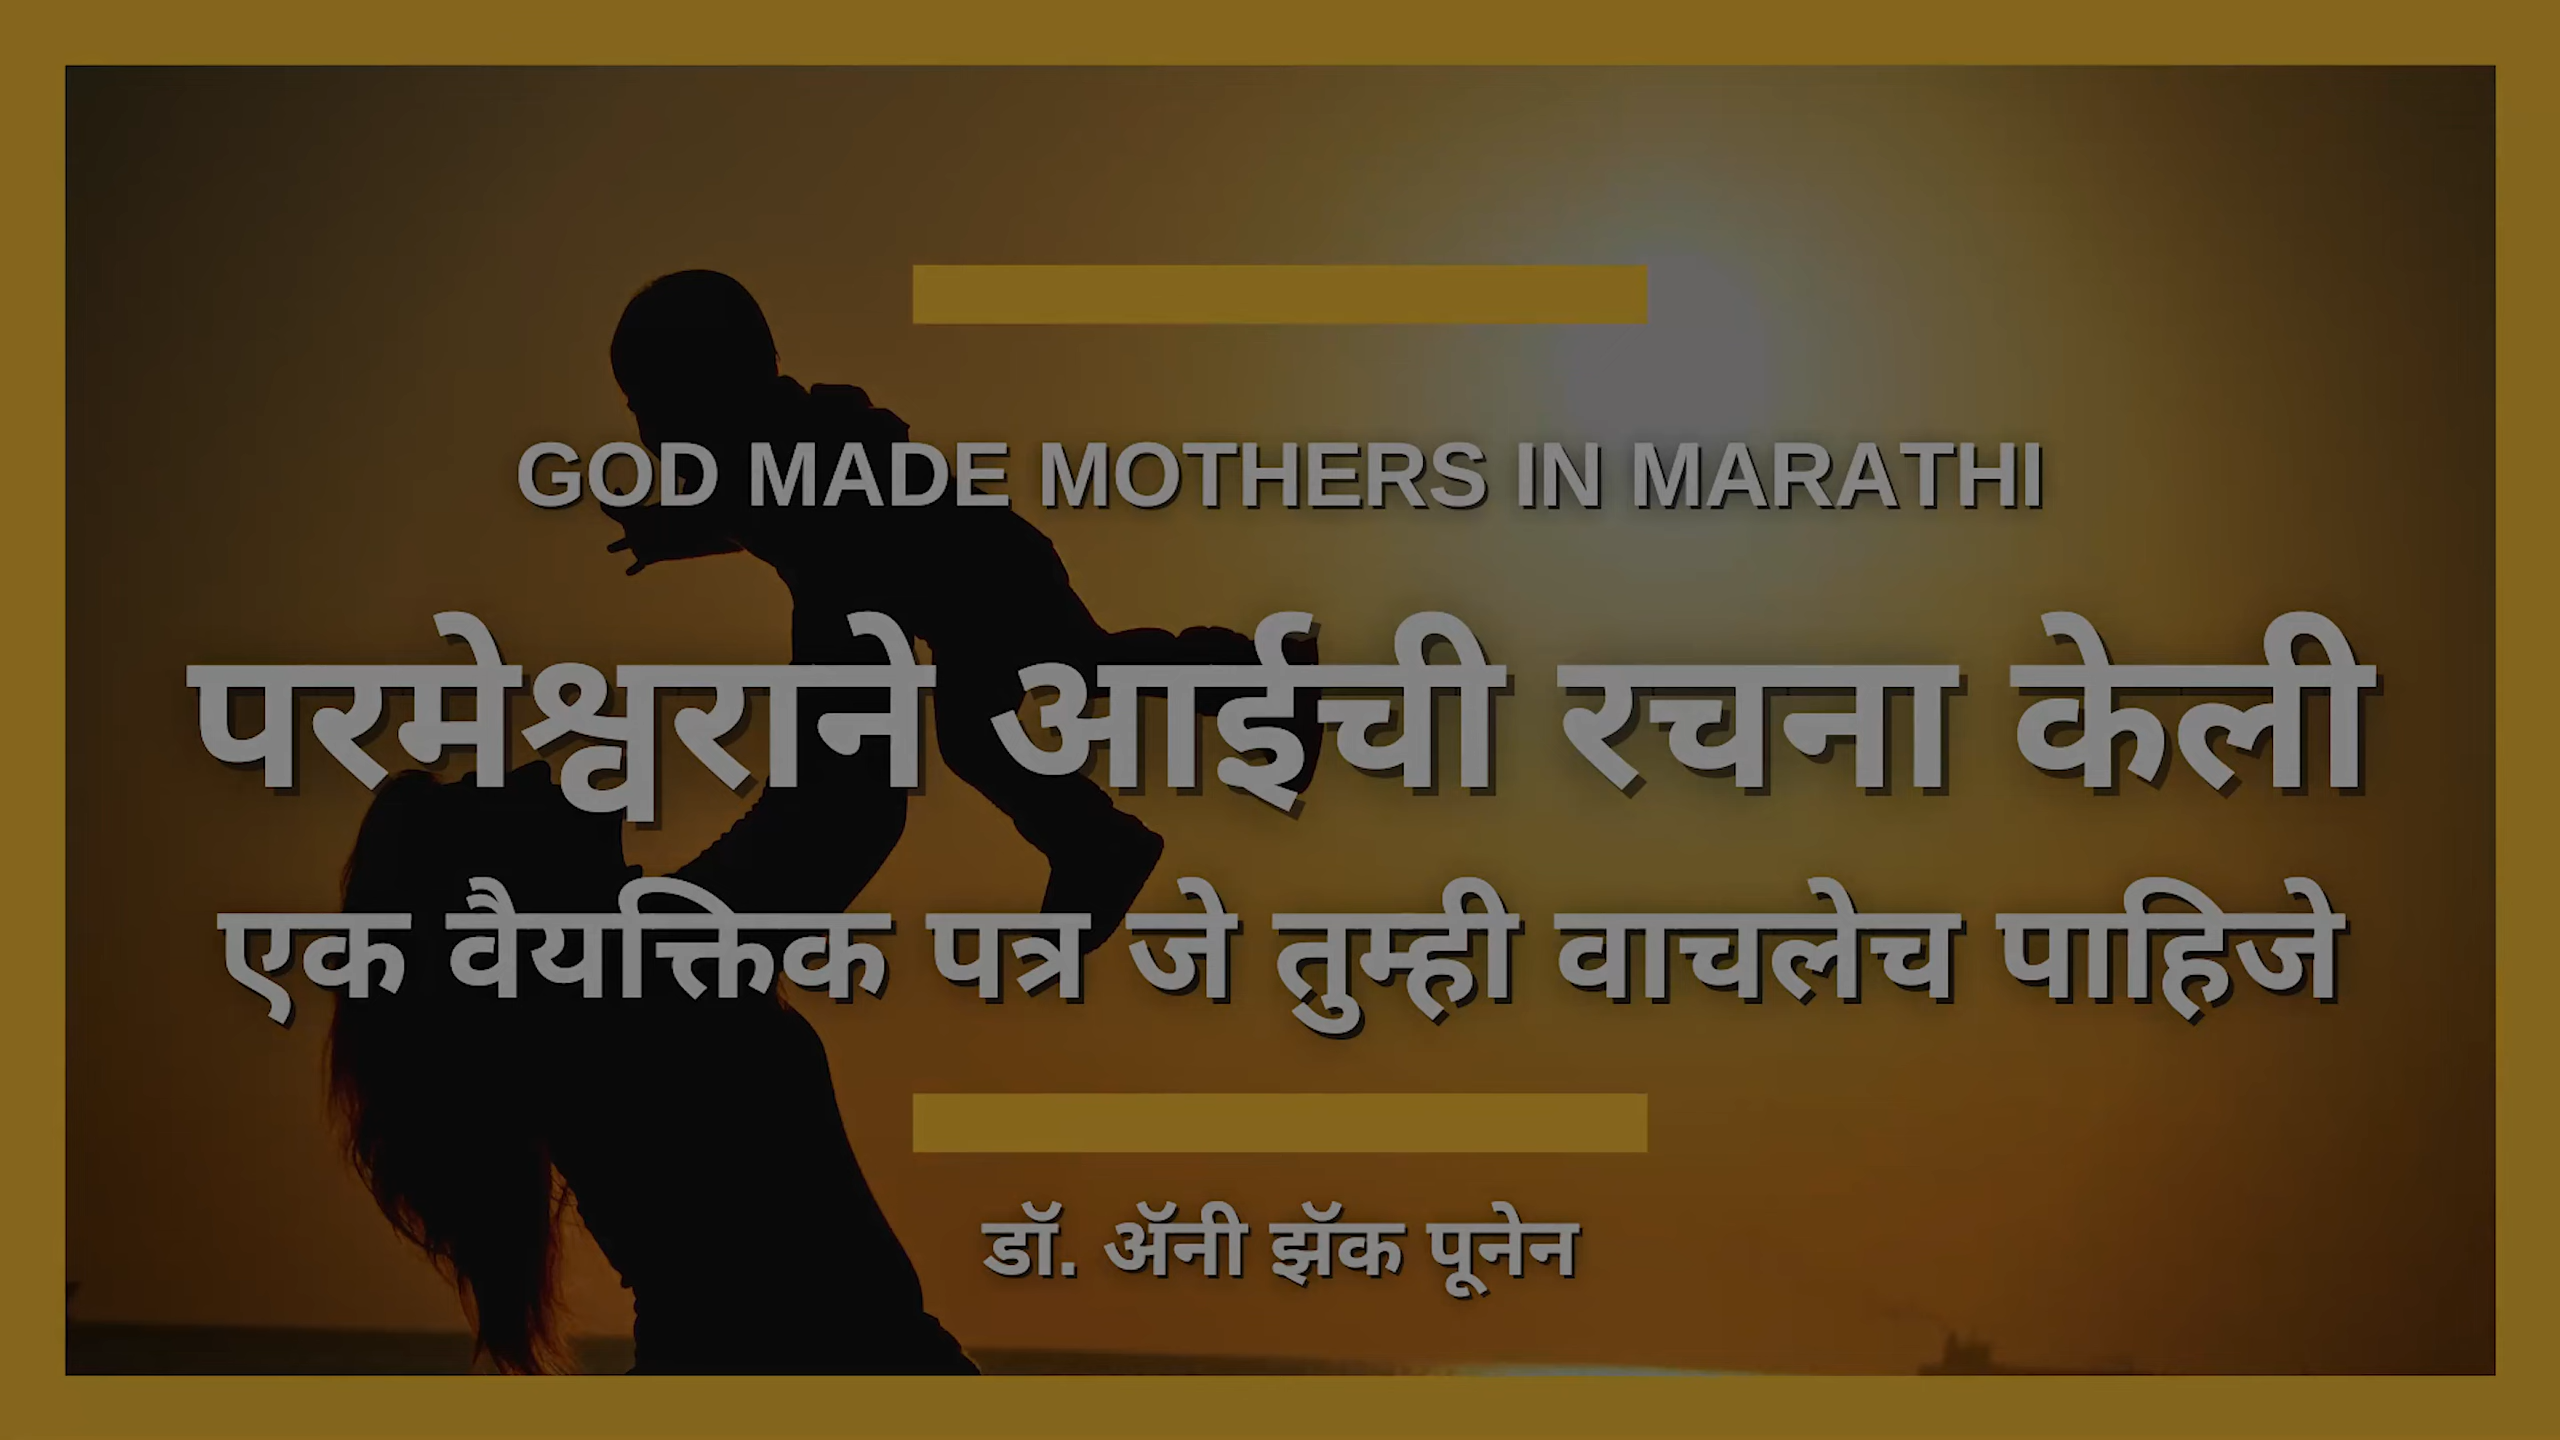 GOD MADE MOTHERS IN MARATHI
परमेश्वराने आईची रचना केली
एक वैयक्तिक पत्र जे तुम्ही वाचलेच पाहिजे
डॉ. ॲनी झॅक पूनेन